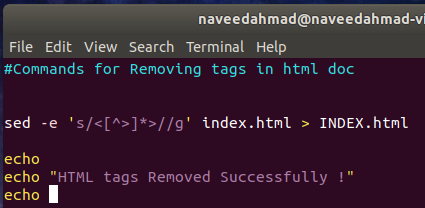 naveedahmad@naveedahmad-vi
File Edit View Search Terminal Help
#Commands for Removing tags in html doc
sed -e 's/<[^>]*>//g' index.html > INDEX.html
echo
echo "HTML tags Removed Successfully !"
echo